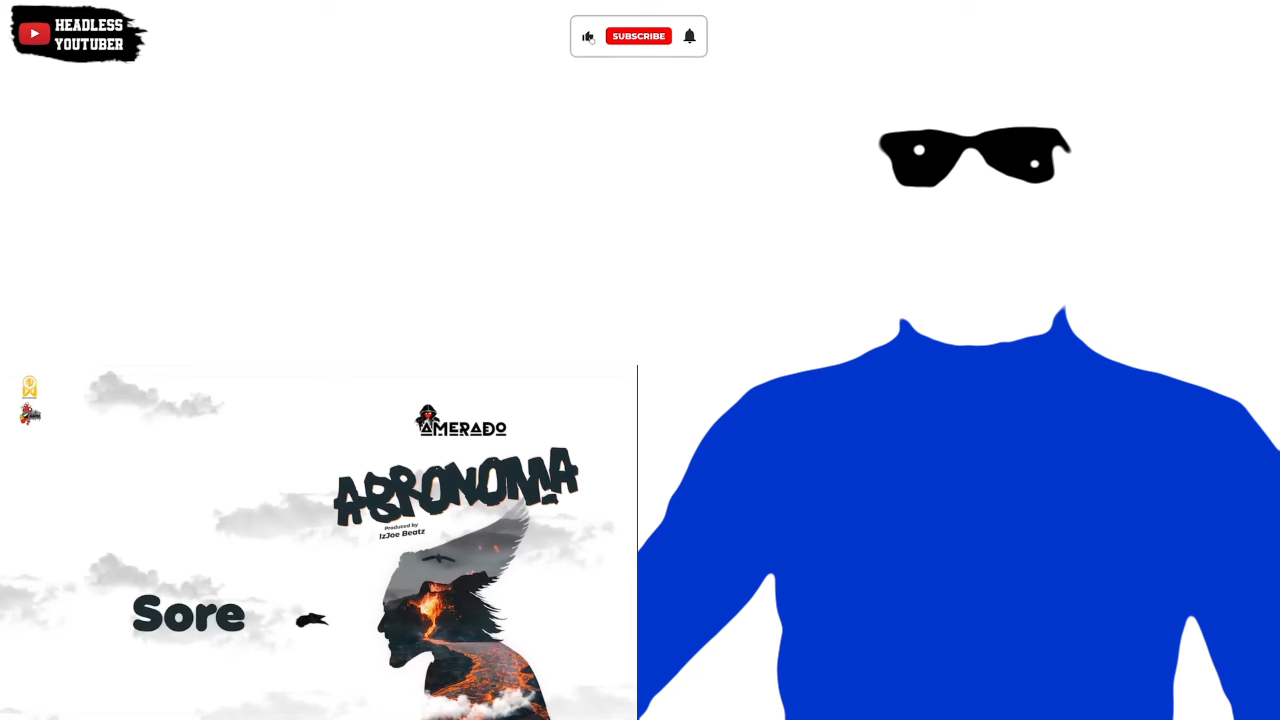 HEADLESS
YOUTUBER
SUBSCRIBE
AMERADO
ABRONOMA
Produced by
IzJoe Beatz
Sore